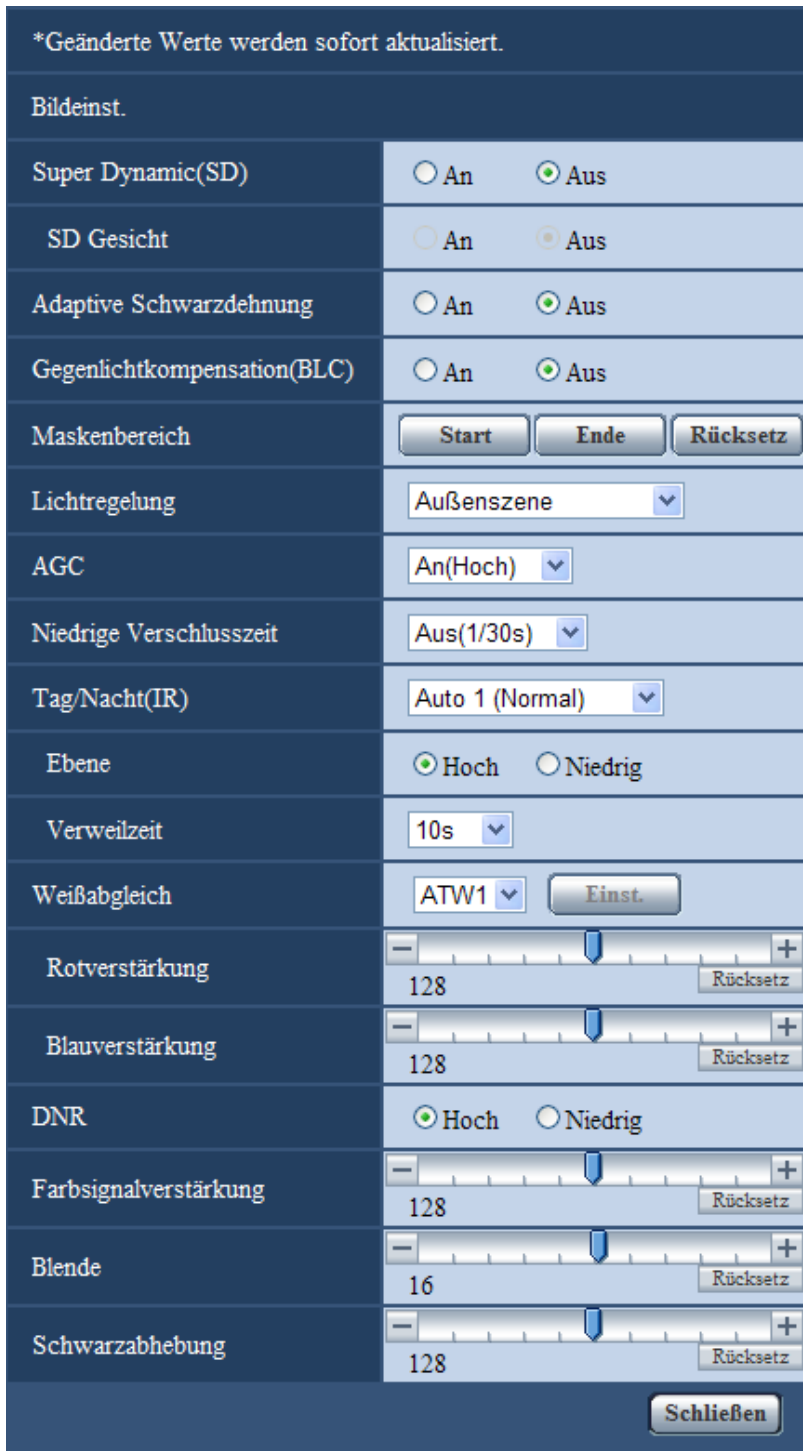 *Geänderte Werte werden sofort aktualisiert.
Bildeinst.
Super Dynamic(SD) An Aus
SD Gesicht An Aus
Adaptive Schwarzdehnung An Aus
Gegenlichtkompensation(BLC) An Aus
Maskenbereich Start Ende Rücksetz
Lichtregelung Außenszene
AGC An(Hoch)
Niedrige Verschlusszeit Aus(1/30s)
Tag/Nacht(IR) Auto 1 (Normal)
Ebene Hoch Niedrig
Verweilzeit 10s
Weißabgleich ATW1 Einst.
Rotverstärkung 128 Rücksetz
Blauverstärkung 128 Rücksetz
DNR Hoch Niedrig
Farbsignalverstärkung 128 Rücksetz
Blende 16 Rücksetz
Schwarzabhebung 128 Rücksetz
Schließen